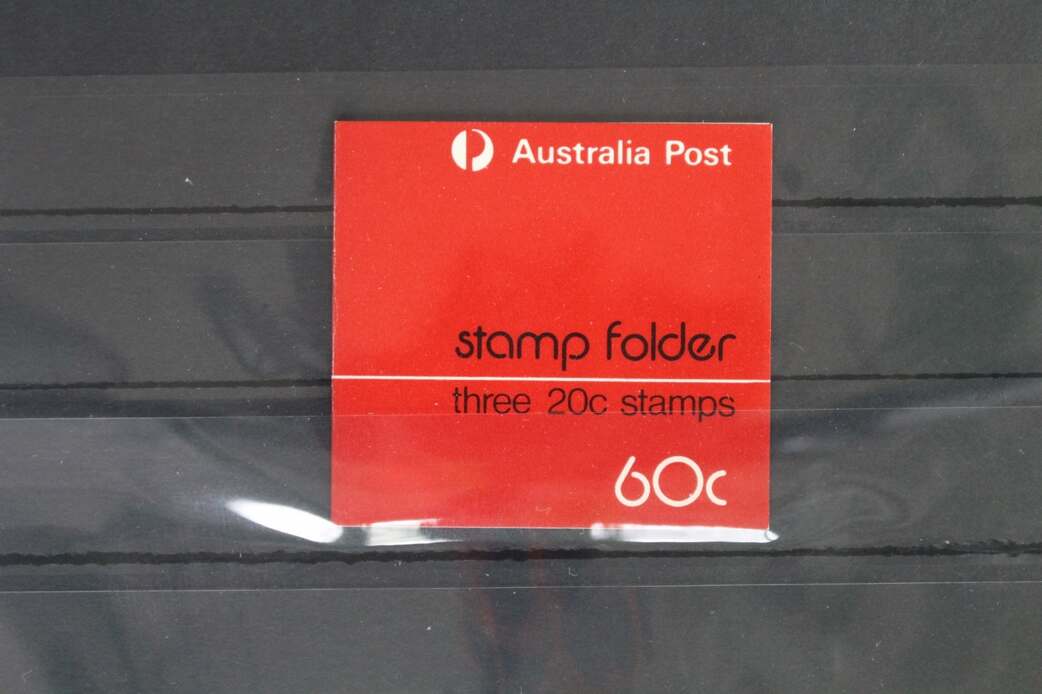 Australia Post
stamp folder
three 20c stamps
60c